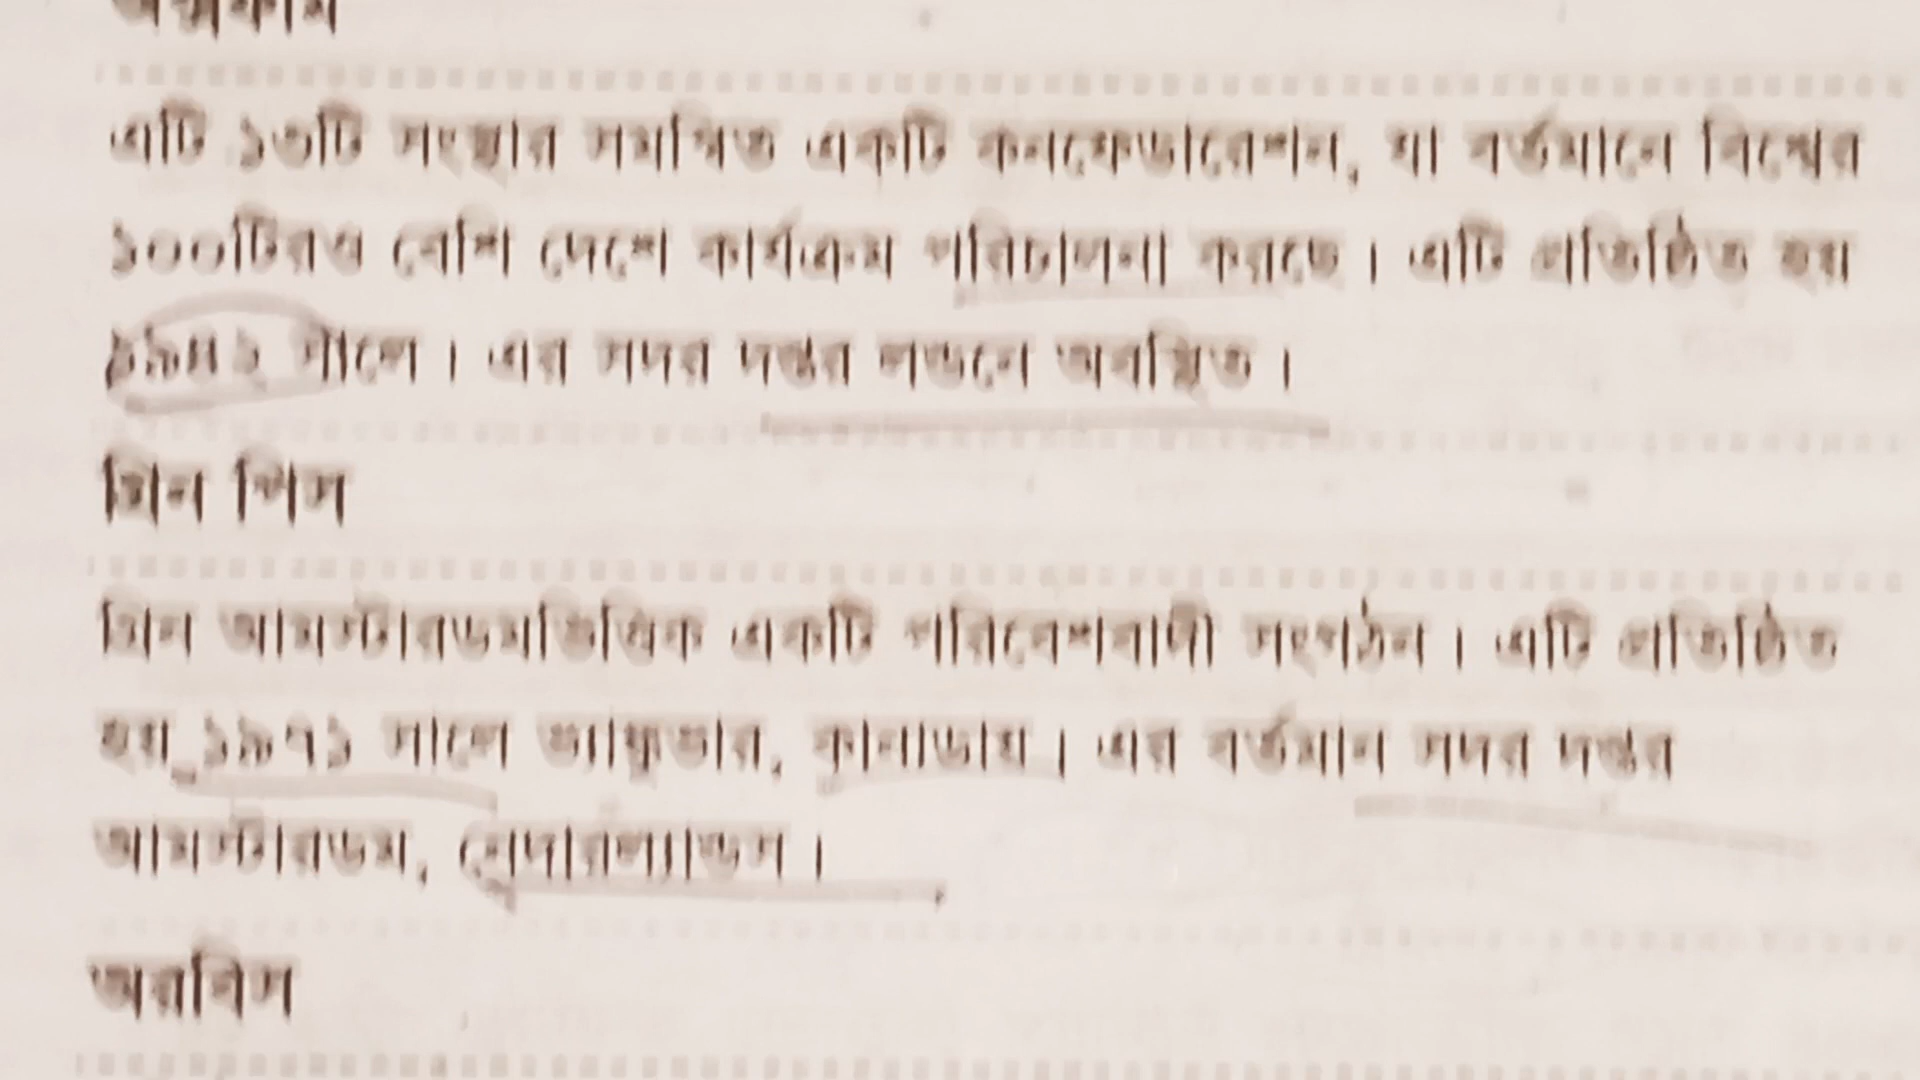 অক্সফাম
এটি ১৩টি সংস্থার সমন্বিত একটি কনফেডারেশন, যা বর্তমানে বিশ্বের
১০০টিরও বেশি দেশে কার্যক্রম পরিচালনা করছে । এটি প্রতিষ্ঠিত হয়
১৯৪২ সালে । এর সদর দপ্তর লন্ডনে অবস্থিত ।
গ্রিন পিস
গ্রিন আমস্টারডামভিত্তিক একটি পরিবেশবাদী সংগঠন । এটি প্রতিষ্ঠিত
হয় ১৯৭১ সালে ভ্যাঙ্কুভার, কানাডায় । এর বর্তমান সদর দপ্তর
আমস্টারডম, নেদারল্যান্ডস ।
অরবিস